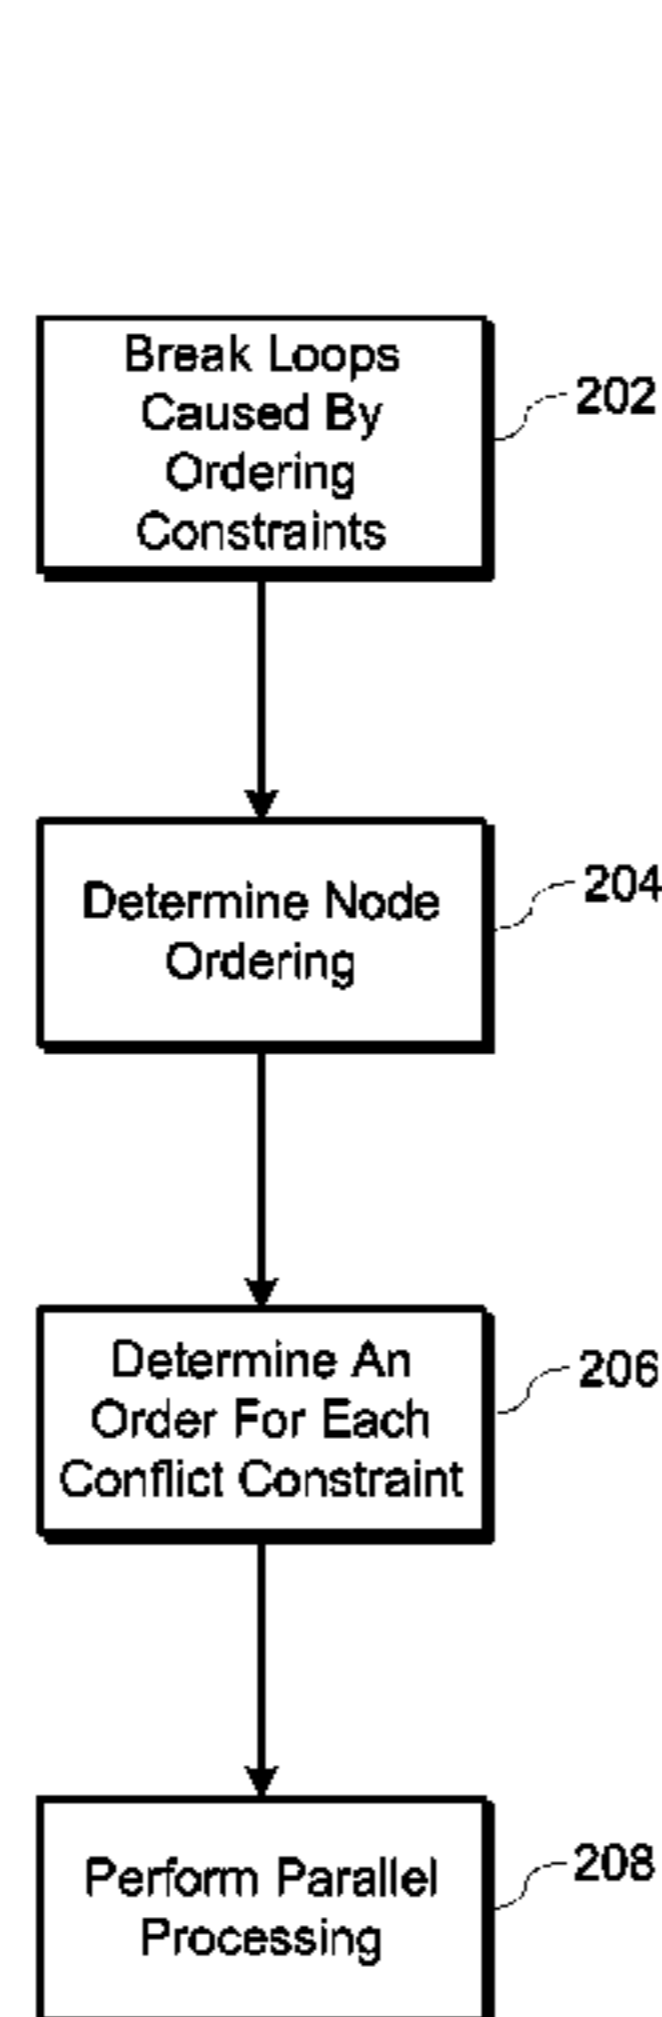 Break Loops
Caused By
Ordering
Constraints
202
Determine Node
Ordering
204
Determine An
Order For Each
Conflict Constraint
206
Perform Parallel
Processing
208